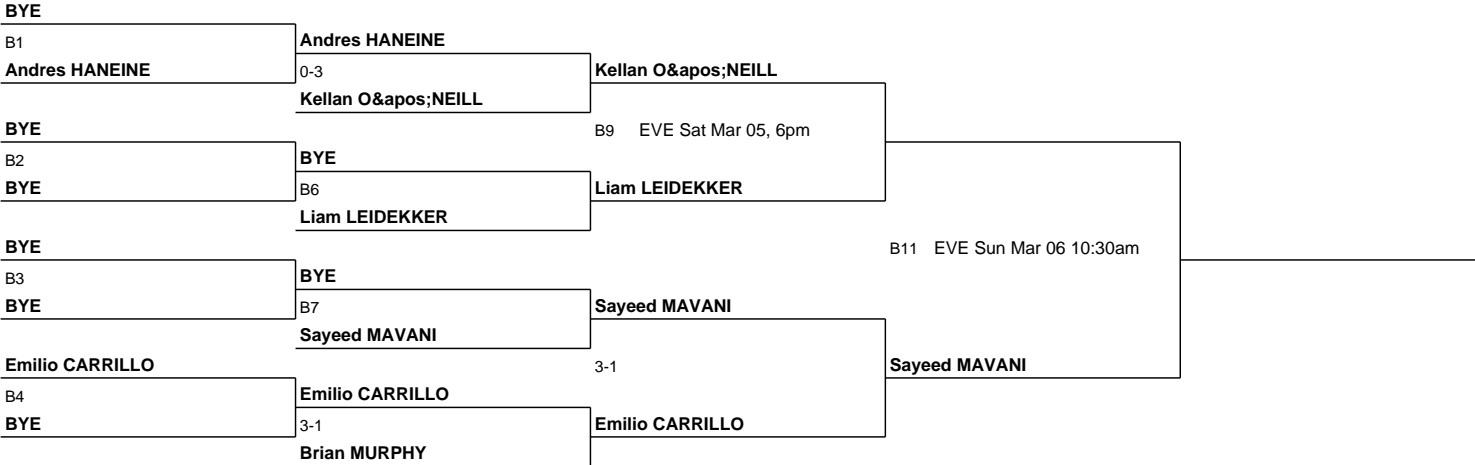 BYE
B1
Andres HANEINE
Andres HANEINE
0-3
Kellan O&apos;NEILL
Kellan O&apos;NEILL
B9 EVE Sat Mar 05, 6pm
BYE
B2
BYE
BYE
B6
Liam LEIDEKKER
Liam LEIDEKKER
B11 EVE Sun Mar 06 10:30am
BYE
B3
BYE
BYE
B7
Sayeed MAVANI
Sayeed MAVANI
3-1
Sayeed MAVANI
Emilio CARRILLO
B4
BYE
Emilio CARRILLO
3-1
Brian MURPHY
Emilio CARRILLO